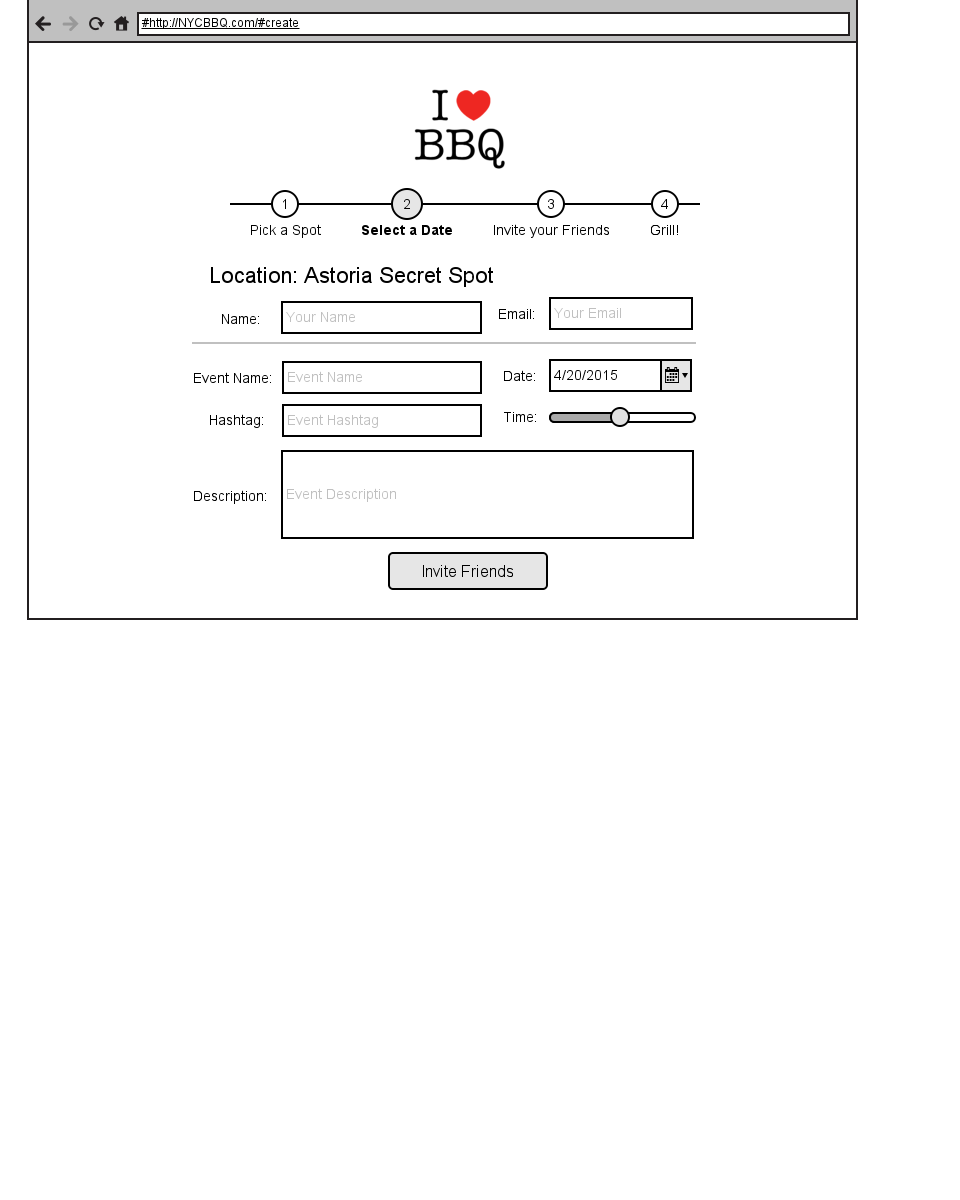 #http://NYCBBQ.com/#create
I
BBQ
1 2 3 4
Pick a Spot Select a Date Invite your Friends Grill!
Location: Astoria Secret Spot
Name: Your Name Email: Your Email
Event Name: Event Name Date: 4/20/2015
Hashtag: Event Hashtag Time:
Description: Event Description
Invite Friends